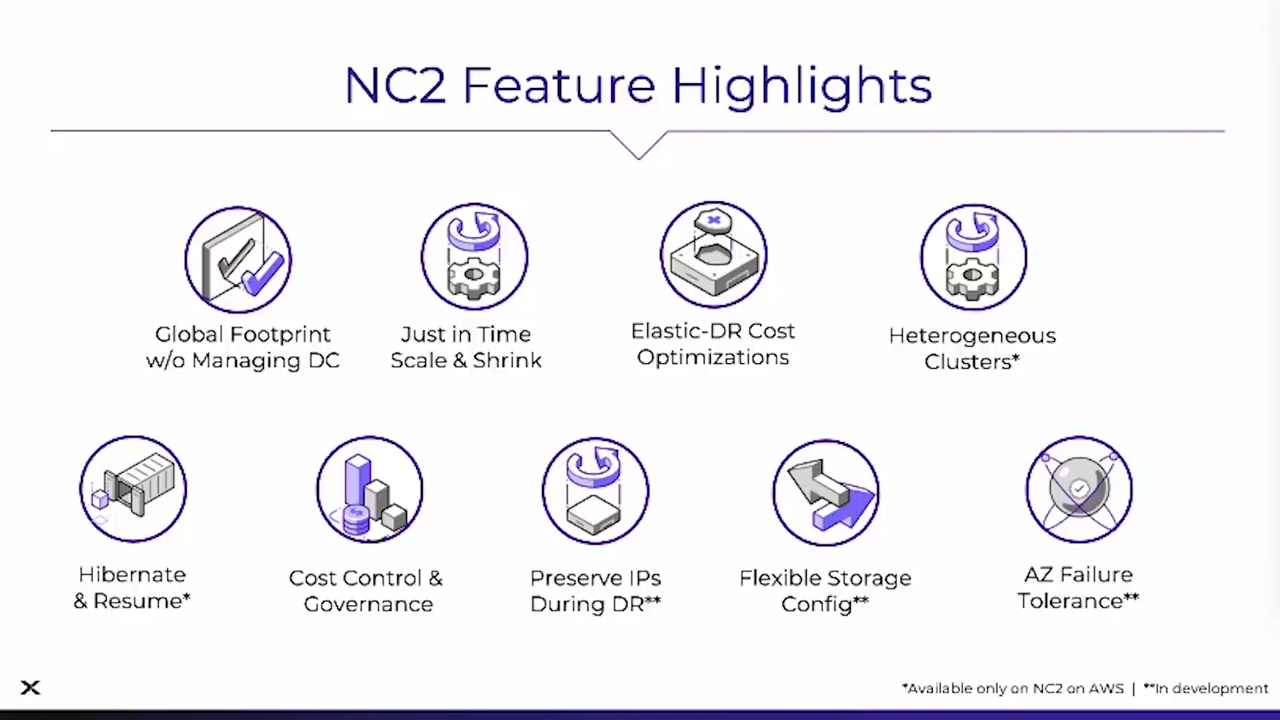 NC2 Feature Highlights
Global Footprint
w/o Managing DC
Just in Time
Scale & Shrink
Elastic-DR Cost
Optimizations
Heterogeneous
Clusters*
Hibernate
& Resume*
Cost Control &
Governance
Preserve IPs
During DR**
Flexible Storage
Config**
AZ Failure
Tolerance**
*Available only on NC2 on AWS | **In development